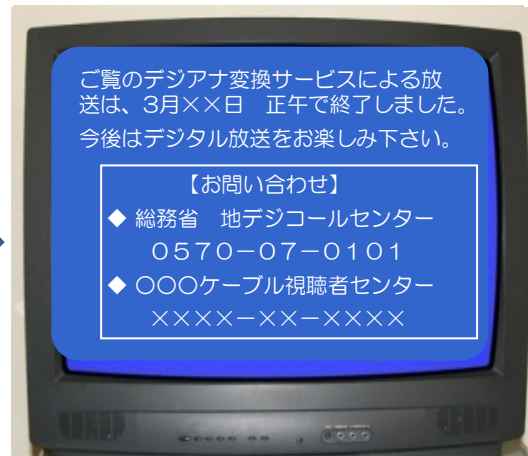 ご覧のデジアナ変換サービスによる放
送は、3月××日　正午で終了しました。
今後はデジタル放送をお楽しみ下さい。
【お問い合わせ】
◆ 総務省　地デジコールセンター
０５７０－０７－０１０１
◆ 〇〇〇ケーブル視聴者センター
××××－××－××××